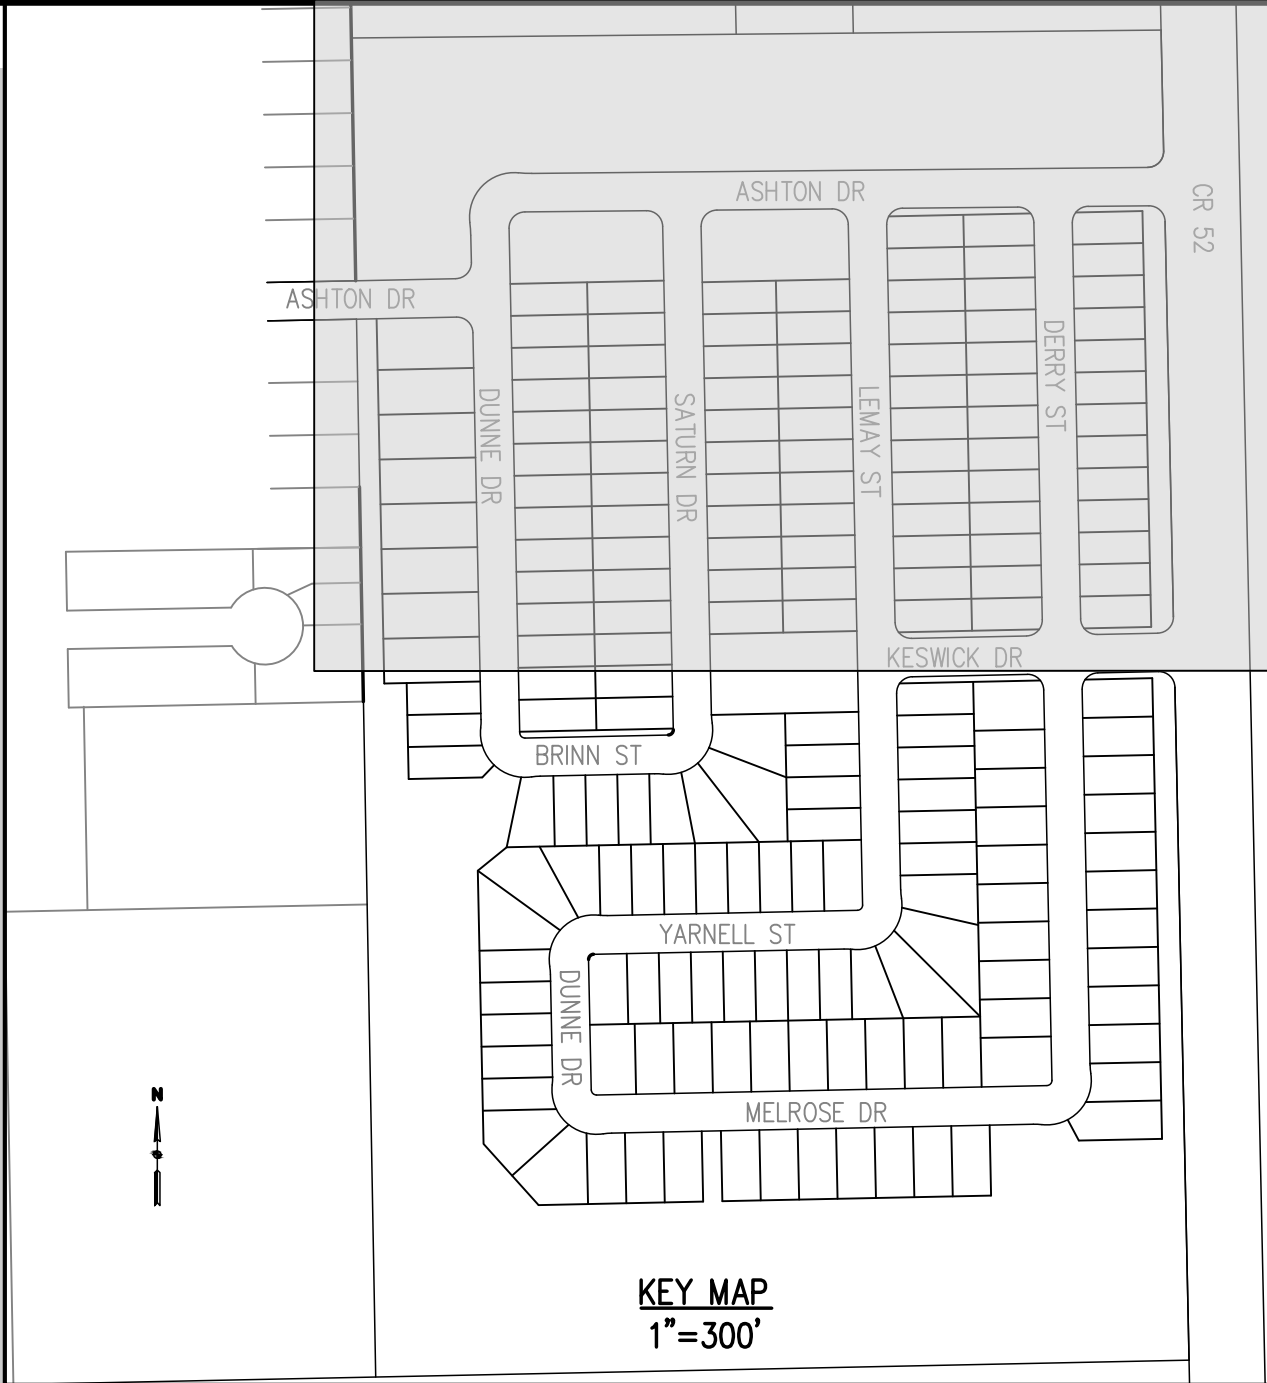 ASHTON DR
CR 52
ASHTON DR
DERRY ST
DUNNE DR
SATURN DR
LEMAY ST
KESWICK DR
BRINN ST
YARNELL ST
DUNNE DR
N
MELROSE DR
KEY MAP
1"=300'